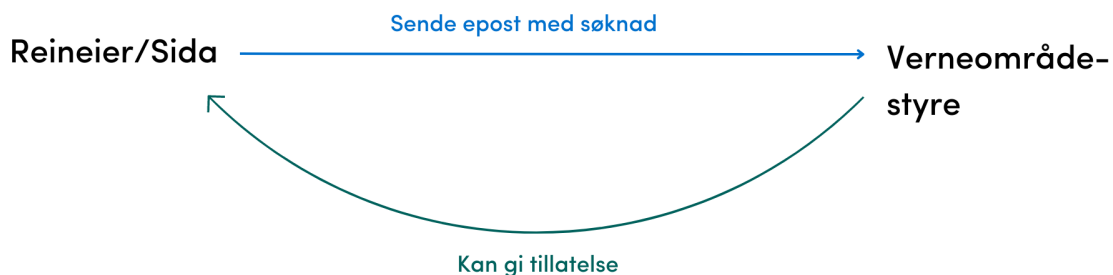 Sende epost med søknad
Reineier/Sida
Verneområde-
styre
Kan gi tillatelse